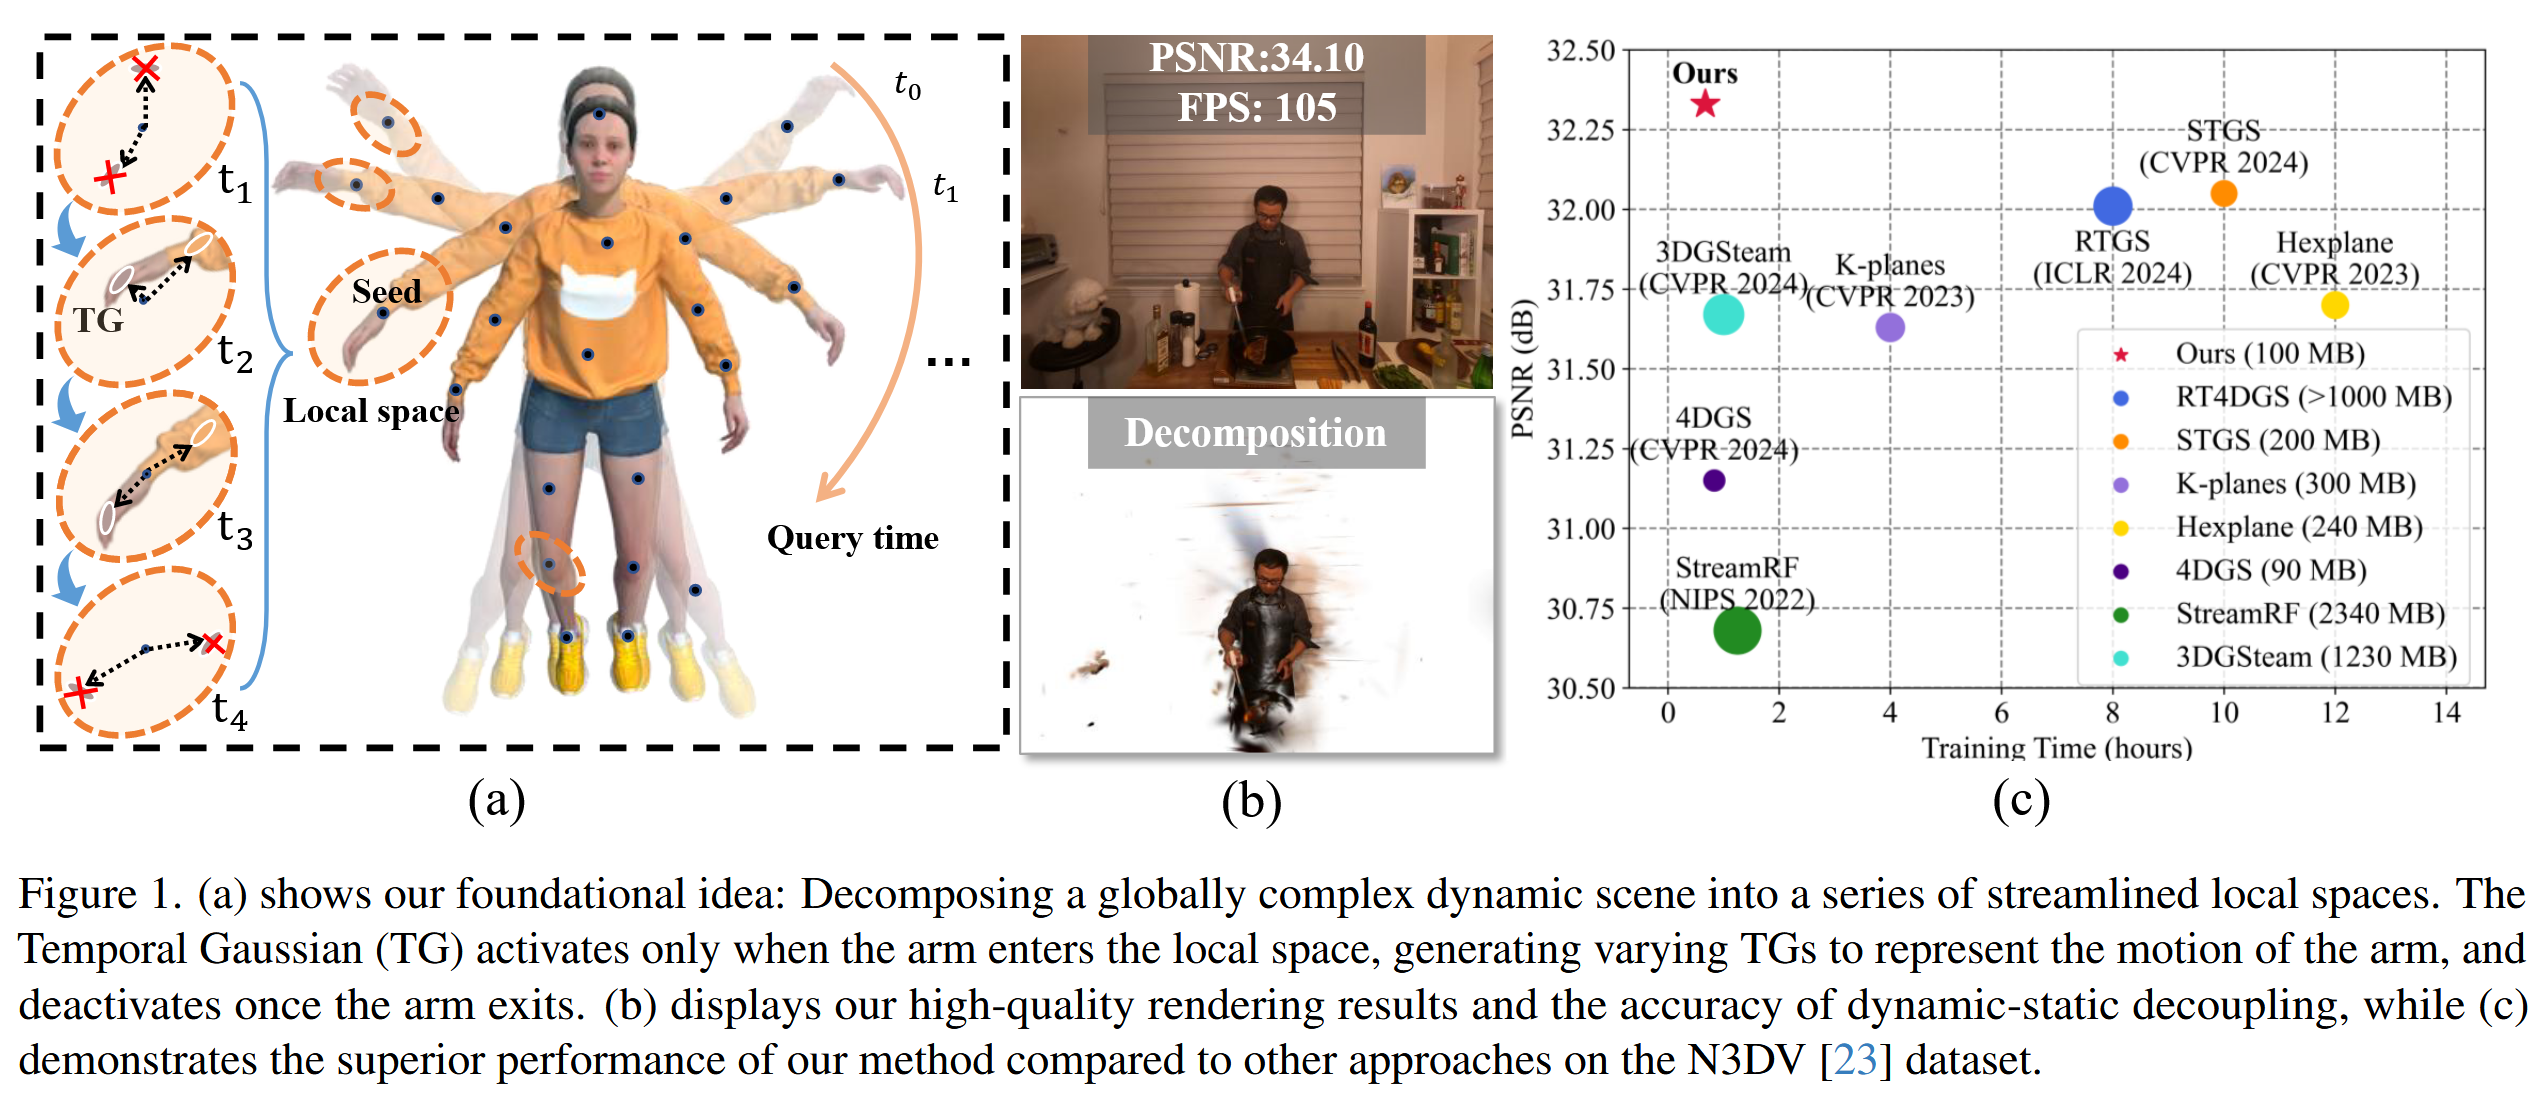 t1
t2
t3
t4
TG
Seed
Local space
t0
t1
...
Query time
(a)
PSNR:34.10
FPS: 105
Decomposition
(b)
32.50
32.25
32.00
31.75
31.50
31.25
31.00
30.75
30.50
PSNR (dB)
Ours
STGS
(CVPR 2024)
RTGS
(ICLR 2024)
Hexplane
(CVPR 2023)
3DGSteam
(CVPR 2024)
K-planes
(CVPR 2023)
4DGS
(CVPR 2024)
StreamRF
(NIPS 2022)
Ours (100 MB)
RT4DGS (>1000 MB)
STGS (200 MB)
K-planes (300 MB)
Hexplane (240 MB)
4DGS (90 MB)
StreamRF (2340 MB)
3DGSteam (1230 MB)
0 2 4 6 8 10 12 14
Training Time (hours)
(c)
Figure 1. (a) shows our foundational idea: Decomposing a globally complex dynamic scene into a series of streamlined local spaces. The
Temporal Gaussian (TG) activates only when the arm enters the local space, generating varying TGs to represent the motion of the arm, and
deactivates once the arm exits. (b) displays our high-quality rendering results and the accuracy of dynamic-static decoupling, while (c)
demonstrates the superior performance of our method compared to other approaches on the N3DV [23] dataset.